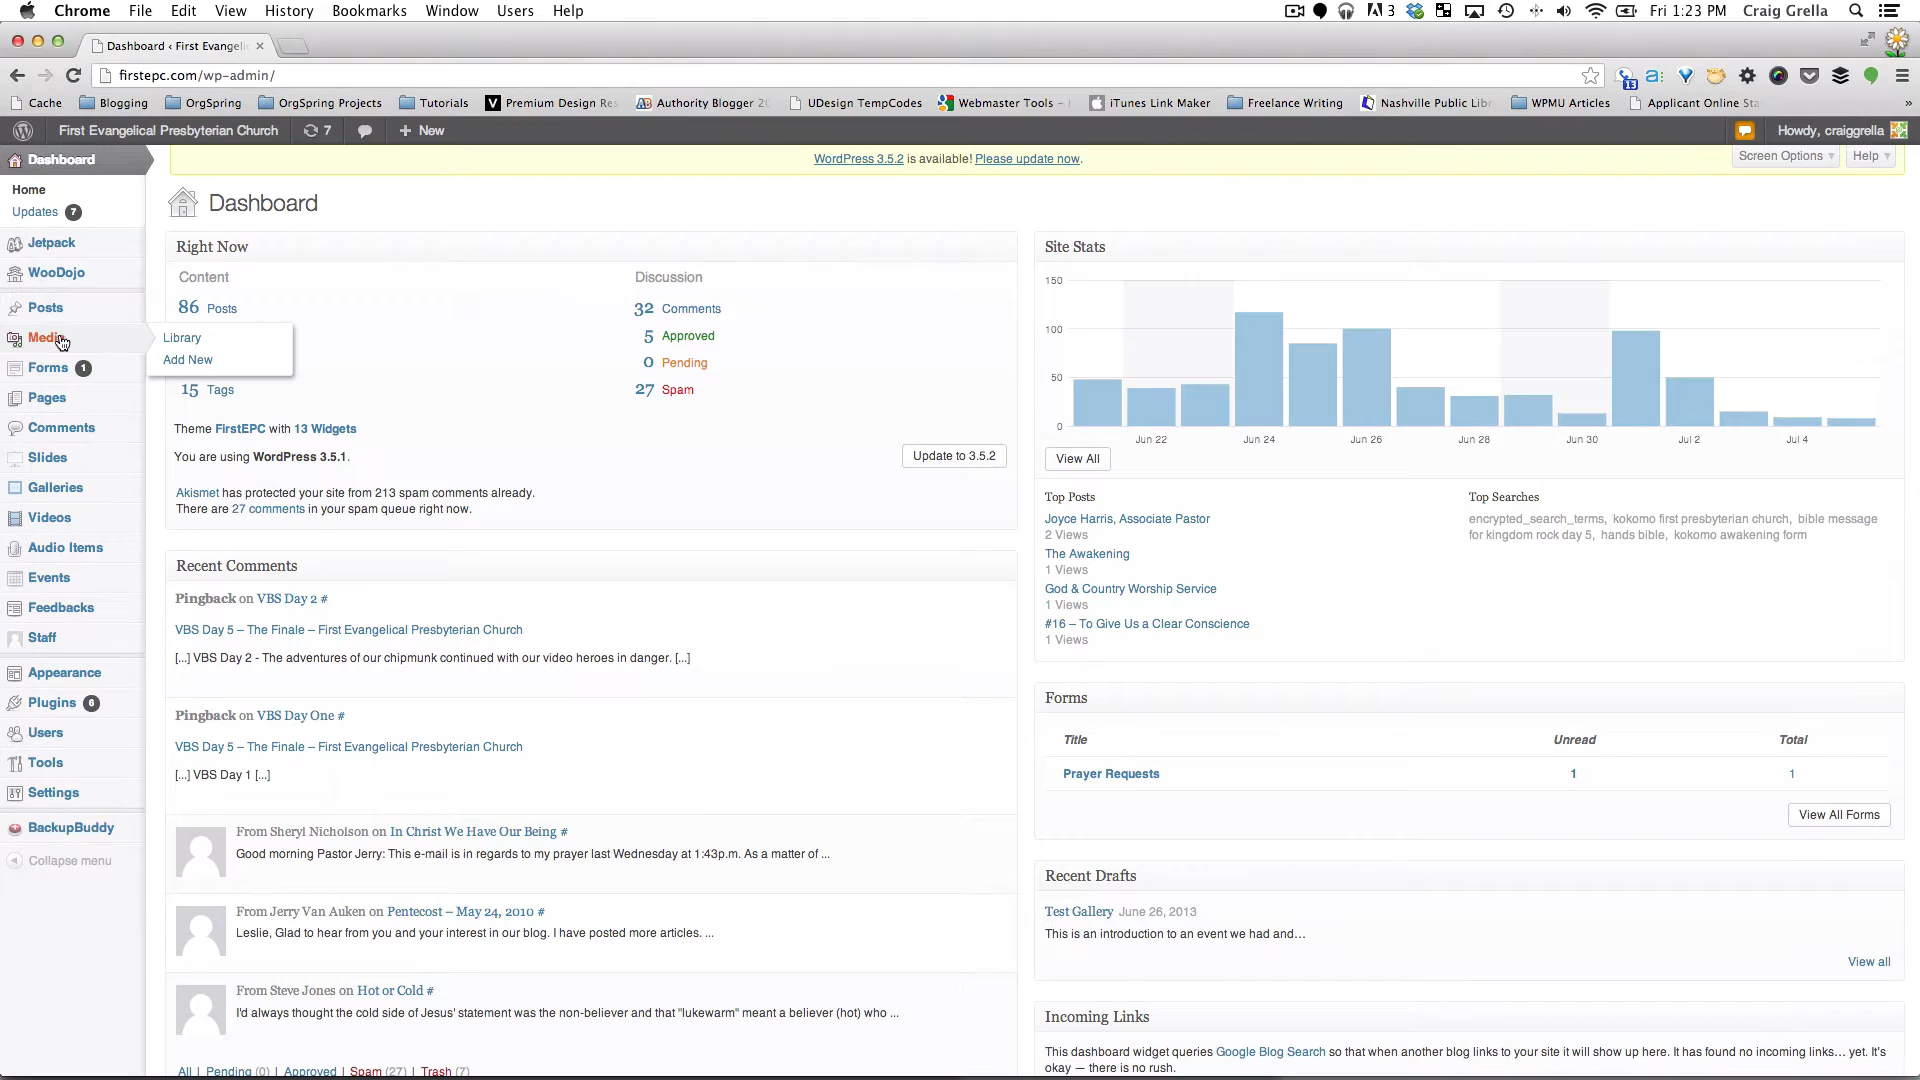 Chrome File Edit View History Bookmarks Window Users Help 3 Fri 1:23 PM Craig Grella
Dashboard ‹ First Evangelic
firstepc.com/wp-admin/ 13
Cache Blogging OrgSpring OrgSpring Projects Tutorials Premium Design Res Authority Blogger 20 UDesign TempCodes Webmaster Tools – iTunes Link Maker Freelance Writing Nashville Public Libr WPMU Articles Applicant Online Sta »
First Evangelical Presbyterian Church 7 + New Howdy, craiggrella
Dashboard
WordPress 3.5.2 is available! Please update now.
Screen Options Help
Home
Updates 7
Jetpack
WooDojo
Posts
Media
Library
Add New
Forms 1
Pages
Comments
Slides
Galleries
Videos
Audio Items
Events
Feedbacks
Staff
Appearance
Plugins 6
Users
Tools
Settings
BackupBuddy
Collapse menu
Dashboard
Right Now
Content Discussion
86 Posts 32 Comments
5 Approved
0 Pending
15 Tags 27 Spam
Theme FirstEPC with 13 Widgets
You are using WordPress 3.5.1. Update to 3.5.2
Akismet has protected your site from 213 spam comments already.
There are 27 comments in your spam queue right now.
Recent Comments
Pingback on VBS Day 2 #
VBS Day 5 – The Finale – First Evangelical Presbyterian Church
[...] VBS Day 2 - The adventures of our chipmunk continued with our video heroes in danger. [...]
Pingback on VBS Day One #
VBS Day 5 – The Finale – First Evangelical Presbyterian Church
[...] VBS Day 1 [...]
From Sheryl Nicholson on In Christ We Have Our Being #
Good morning Pastor Jerry: This e-mail is in regards to my prayer last Wednesday at 1:43p.m. As a matter of ...
From Jerry Van Auken on Pentecost – May 24, 2010 #
Leslie, Glad to hear from you and your interest in our blog. I have posted more articles. ...
From Steve Jones on Hot or Cold #
I'd always thought the cold side of Jesus' statement was the non-believer and that "lukewarm" meant a believer (hot) who ...
All | Pending (0) | Approved | Spam (27) | Trash (7)
Site Stats
150
100
50
0
Jun 22 Jun 24 Jun 26 Jun 28 Jun 30 Jul 2 Jul 4
View All
Top Posts Top Searches
Joyce Harris, Associate Pastor
2 Views
The Awakening
1 Views
God & Country Worship Service
1 Views
#16 – To Give Us a Clear Conscience
1 Views
encrypted_search_terms, kokomo first presbyterian church, bible message
for kingdom rock day 5, hands bible, kokomo awakening form
Forms
Title Unread Total
Prayer Requests 1 1
View All Forms
Recent Drafts
Test Gallery June 26, 2013
This is an introduction to an event we had and…
View all
Incoming Links
This dashboard widget queries Google Blog Search so that when another blog links to your site it will show up here. It has found no incoming links… yet. It's
okay — there is no rush.